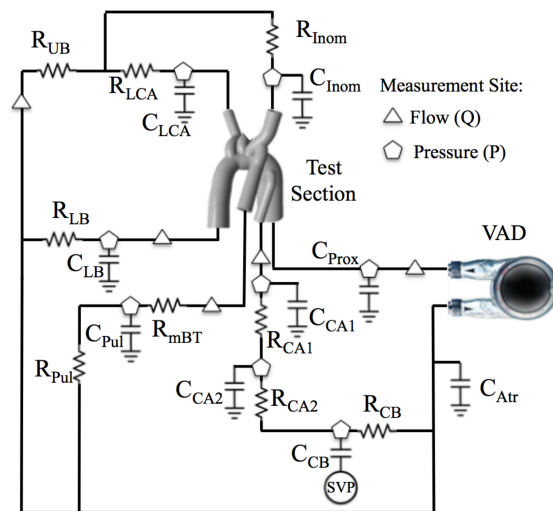 R_Inom
R_UB
R_LCA
C_Inom
Measurement Site:
C_LCA
Flow (Q)
Pressure (P)
Test
Section
R_LB
VAD
C_LB
C_Prox
C_Pul
R_mBT
C_CA1
R_CA1
R_Pul
C_CA2
R_CA2
R_CB
C_Atr
C_CB
SVP